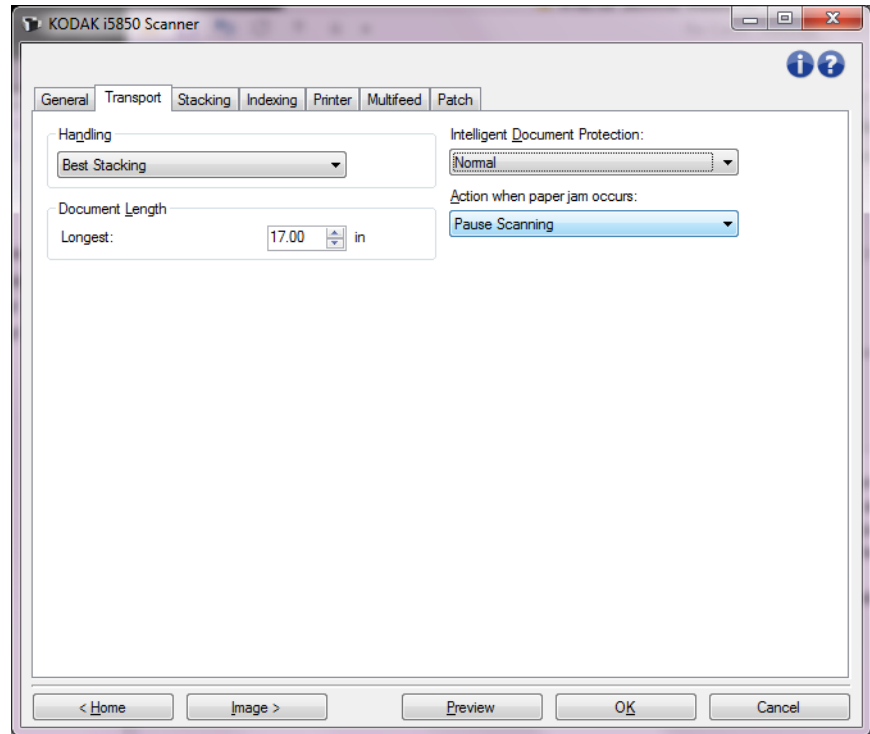 KODAK i5850 Scanner
General Transport Stacking Indexing Printer Multifeed Patch
Handling
Best Stacking
Document Length
Longest: 17.00 in
Intelligent Document Protection:
Normal
Action when paper jam occurs:
Pause Scanning
< Home Image > Preview OK Cancel